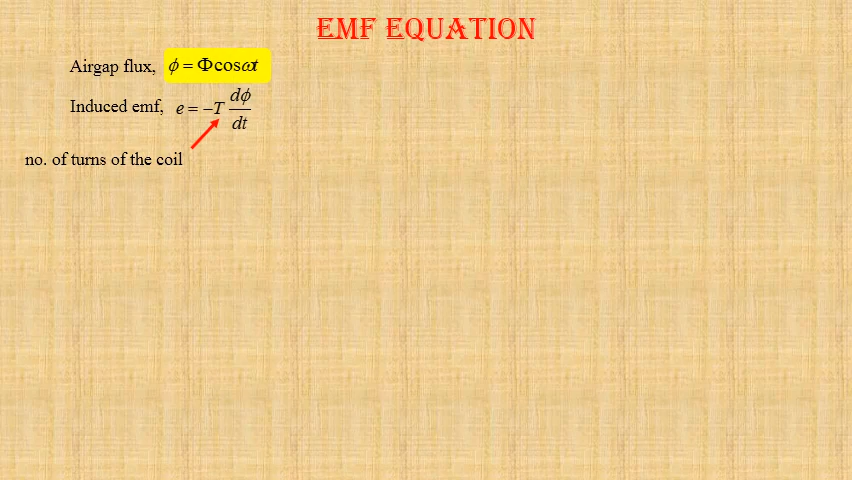 EMF EQUATION
Airgap flux, ϕ = Φcosωt
Induced emf, e = −T dϕ/dt
no. of turns of the coil